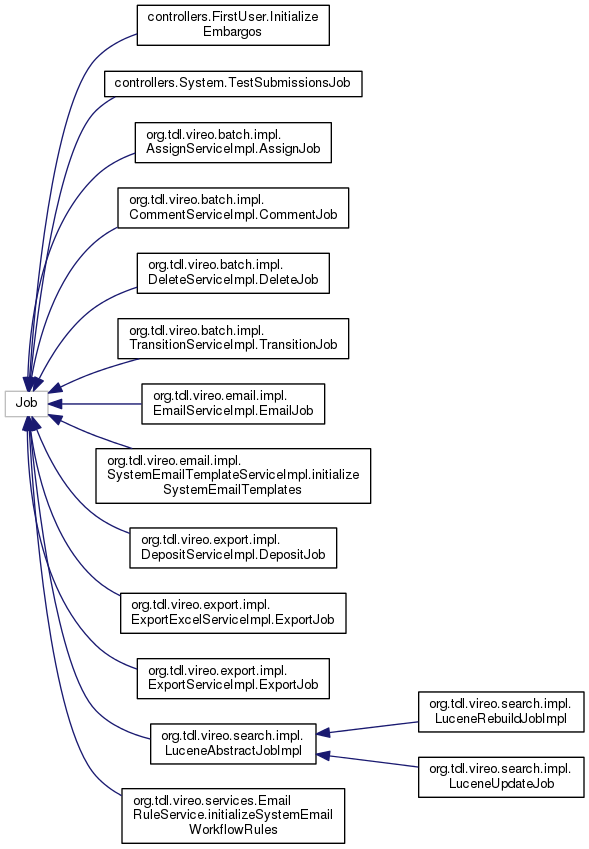 controllers.FirstUser.Initialize
Embargos
controllers.System.TestSubmissionsJob
org.tdl.vireo.batch.impl.
AssignServiceImpl.AssignJob
org.tdl.vireo.batch.impl.
CommentServiceImpl.CommentJob
org.tdl.vireo.batch.impl.
DeleteServiceImpl.DeleteJob
org.tdl.vireo.batch.impl.
TransitionServiceImpl.TransitionJob
Job
org.tdl.vireo.email.impl.
EmailServiceImpl.EmailJob
org.tdl.vireo.email.impl.
SystemEmailTemplateServiceImpl.initialize
SystemEmailTemplates
org.tdl.vireo.export.impl.
DepositServiceImpl.DepositJob
org.tdl.vireo.export.impl.
ExportExcelServiceImpl.ExportJob
org.tdl.vireo.export.impl.
ExportServiceImpl.ExportJob
org.tdl.vireo.search.impl.
LuceneAbstractJobImpl
org.tdl.vireo.search.impl.
LuceneRebuildJobImpl
org.tdl.vireo.search.impl.
LuceneUpdateJob
org.tdl.vireo.services.Email
RuleService.initializeSystemEmail
WorkflowRules